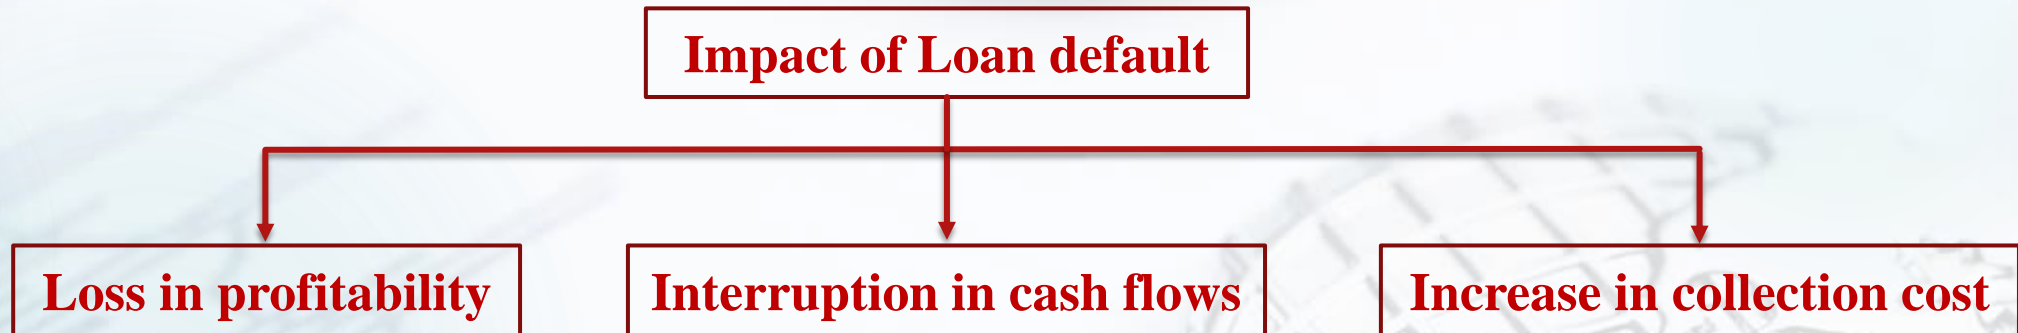 Impact of Loan default
Loss in profitability
Interruption in cash flows
Increase in collection cost